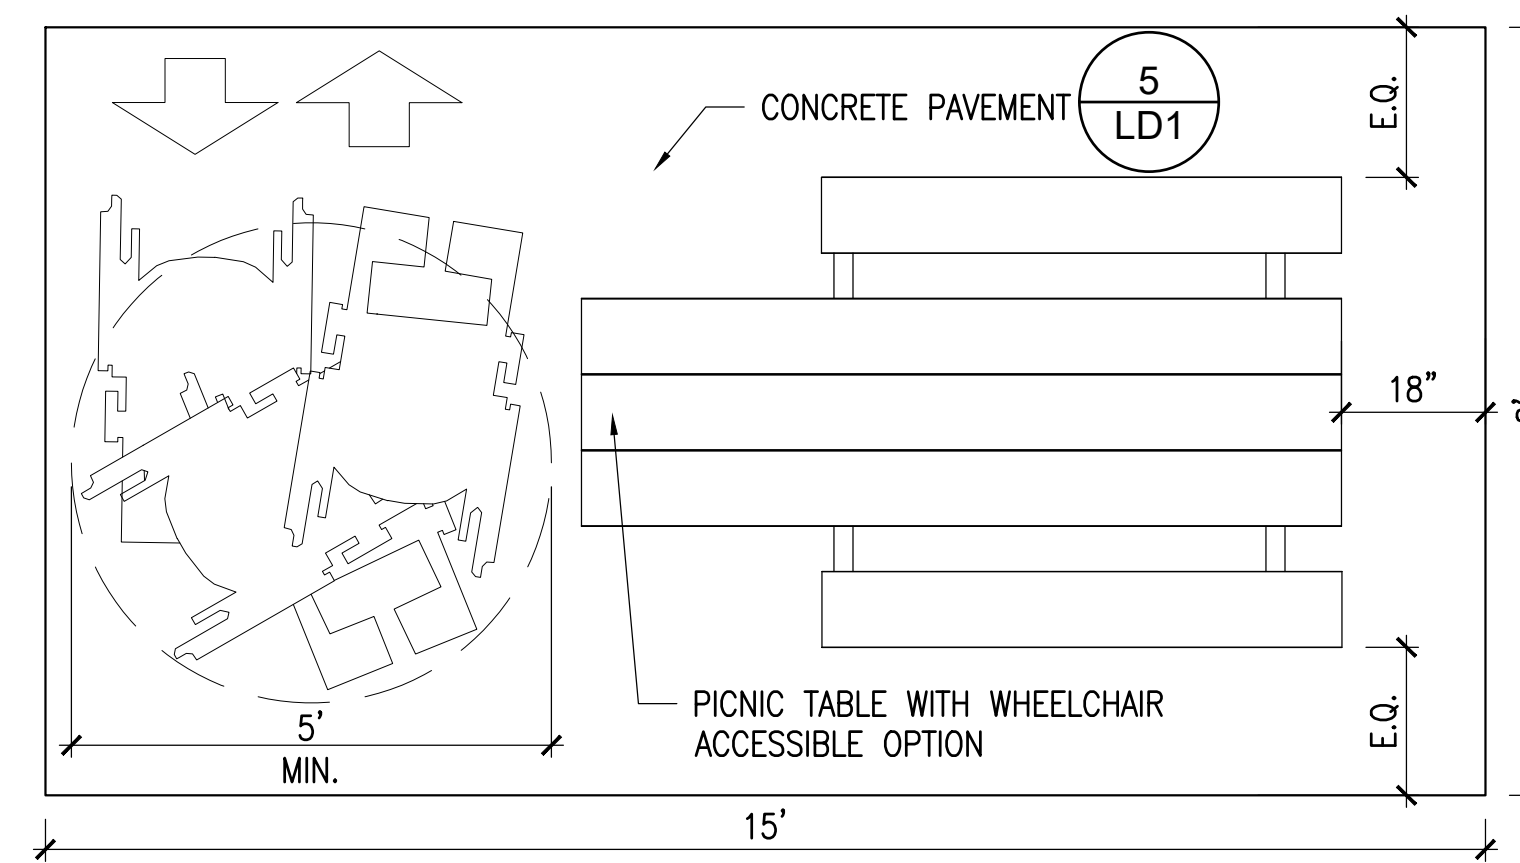 5
CONCRETE PAVEMENT
LD1
E.Q.
18"
PICNIC TABLE WITH WHEELCHAIR
ACCESSIBLE OPTION
E.Q.
5'
MIN.
15'